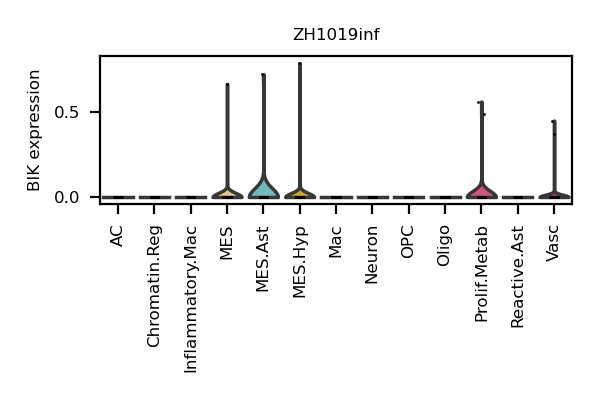 ZH1019inf
BIK expression
0.5
0.0
AC
Chromatin.Reg
Inflammatory.Mac
MES
MES.Ast
MES.Hyp
Mac
Neuron
OPC
Oligo
Prolif.Metab
Reactive.Ast
Vasc